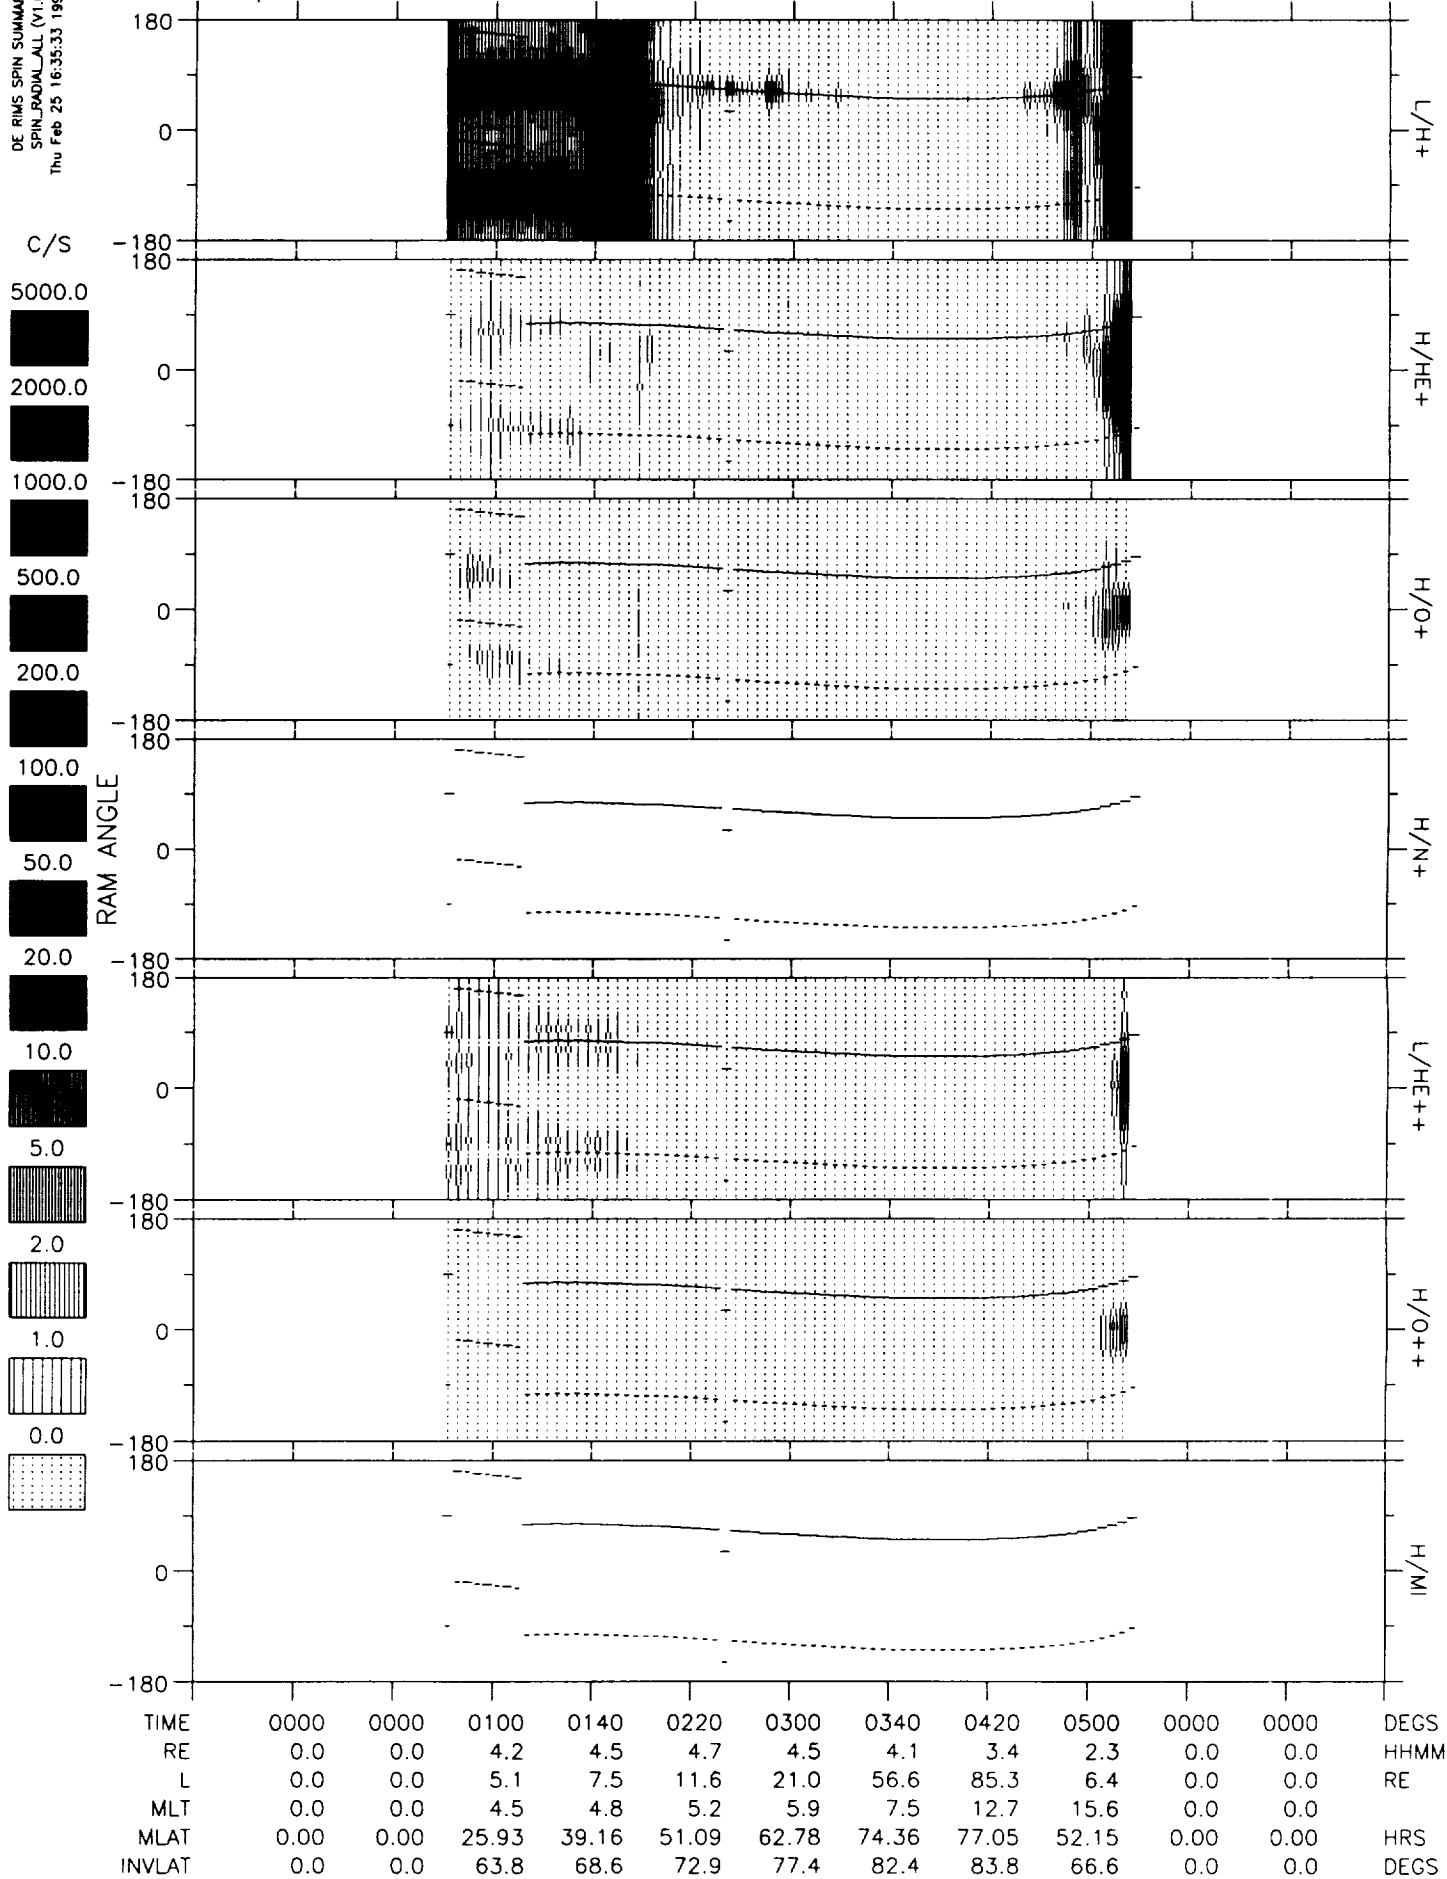 DE RIMS SPIN
SPIN_RADIAL_ALL
Thu Feb 25 16:35:33
C/S
5000.0
2000.0
1000.0
500.0
200.0
100.0
50.0
20.0
10.0
5.0
2.0
1.0
0.0
RAM ANGLE
180
0
-180
L/H+
180
0
-180
H/HE+
180
0
-180
H/O+
180
0
-180
H/N+
180
0
-180
L/HE++
180
0
-180
H/O++
180
0
-180
H/MI
TIME 0000 0000 0100 0140 0220 0300 0340 0420 0500 0000 0000 DEGS
RE 0.0 0.0 4.2 4.5 4.7 4.5 4.1 3.4 2.3 0.0 0.0 HHMM
L 0.0 0.0 5.1 7.5 11.6 21.0 56.6 85.3 6.4 0.0 0.0 RE
MLT 0.0 0.0 4.5 4.8 5.2 5.9 7.5 12.7 15.6 0.0 0.0
MLAT 0.00 0.00 25.93 39.16 51.09 62.78 74.36 77.05 52.15 0.00 0.00 HRS
INVLAT 0.0 0.0 63.8 68.6 72.9 77.4 82.4 83.8 66.6 0.0 0.0 DEGS